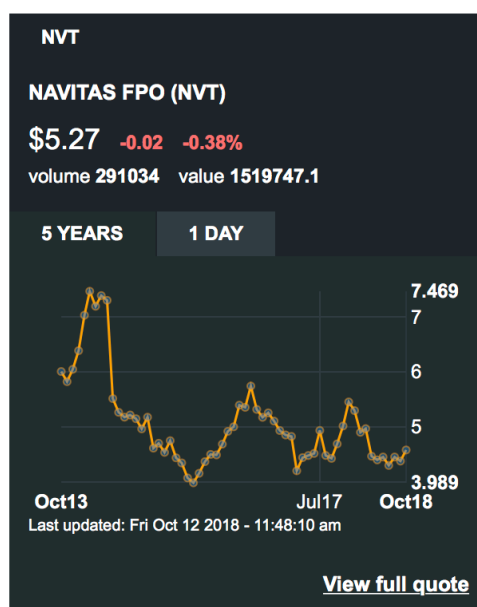 NVT
NAVITAS FPO (NVT)
$5.27 -0.02 -0.38%
volume 291034 value 1519747.1
5 YEARS 1 DAY
7.469
7
6
5
3.989
Oct13 Jul17 Oct18
Last updated: Fri Oct 12 2018 - 11:48:10 am
View full quote